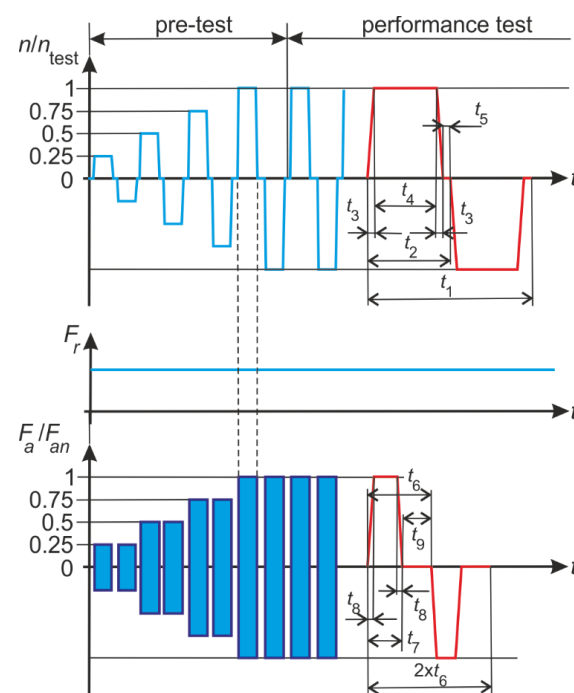 pre-test performance test
n/n_test
1
0.75
0.5
0.25
0
t_5
t
t_3 t_4 t_3
t_2
t_1
F_r
t
F_a/F_an
1
0.75
0.5
0.25
0
t_6
t_9
t
t_8 t_8
t_7
2xt_6